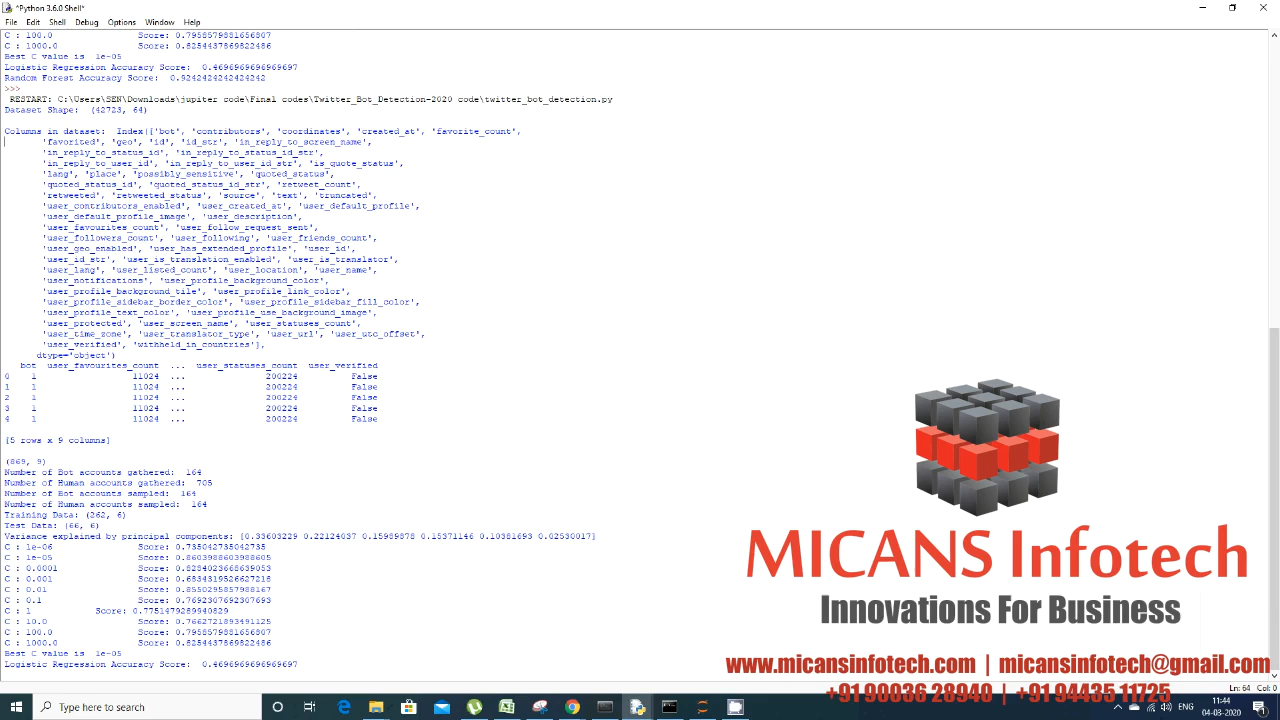 *Python 3.6.0 Shell*
File Edit Shell Debug Options Window Help
C : 100.0 Score: 0.7958579881656807
C : 1000.0 Score: 0.8254437869822486
Best C value is 1e-05
Logistic Regression Accuracy Score: 0.4696969696969697
Random Forest Accuracy Score: 0.9242424242424242
>>>
RESTART: C:\Users\SEN\Downloads\jupiter code\Final codes\Twitter_Bot_Detection-2020 code\twitter_bot_detection.py
Dataset Shape: (42723, 64)
Columns in dataset: Index(['bot', 'contributors', 'coordinates', 'created_at', 'favorite_count',
'favorited', 'geo', 'id', 'id_str', 'in_reply_to_screen_name',
'in_reply_to_status_id', 'in_reply_to_status_id_str',
'in_reply_to_user_id', 'in_reply_to_user_id_str', 'is_quote_status',
'lang', 'place', 'possibly_sensitive', 'quoted_status',
'quoted_status_id', 'quoted_status_id_str', 'retweet_count',
'retweeted', 'retweeted_status', 'source', 'text', 'truncated',
'user_contributors_enabled', 'user_created_at', 'user_default_profile',
'user_default_profile_image', 'user_description',
'user_favourites_count', 'user_follow_request_sent',
'user_followers_count', 'user_following', 'user_friends_count',
'user_geo_enabled', 'user_has_extended_profile', 'user_id',
'user_id_str', 'user_is_translation_enabled', 'user_is_translator',
'user_lang', 'user_listed_count', 'user_location', 'user_name',
'user_notifications', 'user_profile_background_color',
'user_profile_background_tile', 'user_profile_link_color',
'user_profile_sidebar_border_color', 'user_profile_sidebar_fill_color',
'user_profile_text_color', 'user_profile_use_background_image',
'user_protected', 'user_screen_name', 'user_statuses_count',
'user_time_zone', 'user_translator_type', 'user_url', 'user_utc_offset',
'user_verified', 'withheld_in_countries'],
dtype='object')
bot user_favourites_count ... user_statuses_count user_verified
0 1 11024 ... 200224 False
1 1 11024 ... 200224 False
2 1 11024 ... 200224 False
3 1 11024 ... 200224 False
4 1 11024 ... 200224 False
[5 rows x 9 columns]
(869, 9)
Number of Bot accounts gathered: 164
Number of Human accounts gathered: 705
Number of Bot accounts sampled: 164
Number of Human accounts sampled: 164
Training Data: (262, 6)
Test Data: (66, 6)
Variance explained by principal components: [0.33603229 0.22124037 0.15989878 0.15371146 0.10381693 0.02530017]
C : 1e-06 Score: 0.735042735042735
C : 1e-05 Score: 0.8603988603988605
C : 0.0001 Score: 0.8284023668639053
C : 0.001 Score: 0.6834319526627218
C : 0.01 Score: 0.8550295857988167
C : 0.1 Score: 0.7692307692307693
C : 1 Score: 0.7751479289940829
C : 10.0 Score: 0.7662721893491125
C : 100.0 Score: 0.7958579881656807
C : 1000.0 Score: 0.8254437869822486
Best C value is 1e-05
Logistic Regression Accuracy Score: 0.4696969696969697
MICANS Infotech
Innovations For Business
www.micansinfotech.com | micansinfotech@gmail.com
+91 90036 28940 | +91 94435 11725
Ln: 64 Col: 0
Type here to search
ENG
11:44
04-08-2020